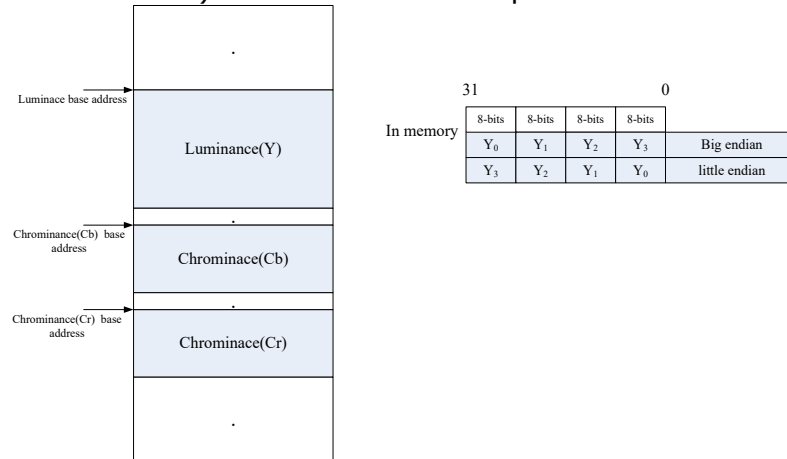 Luminace base address
Luminance(Y)
Chrominance(Cb) base
address
Chrominace(Cb)
Chrominance(Cr) base
address
Chrominace(Cr)
31 0
In memory
8-bits 8-bits 8-bits 8-bits
Y0 Y1 Y2 Y3 Big endian
Y3 Y2 Y1 Y0 little endian